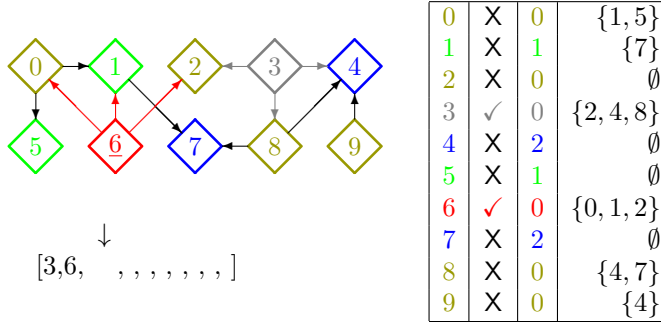 0 1 2 3 4
5 6 7 8 9
↓
[3,6, , , , , , , , ]
0 X 0 {1, 5}
1 X 1 {7}
2 X 0 ∅
3 ✓ 0 {2, 4, 8}
4 X 2 ∅
5 X 1 ∅
6 ✓ 0 {0, 1, 2}
7 X 2 ∅
8 X 0 {4, 7}
9 X 0 {4}